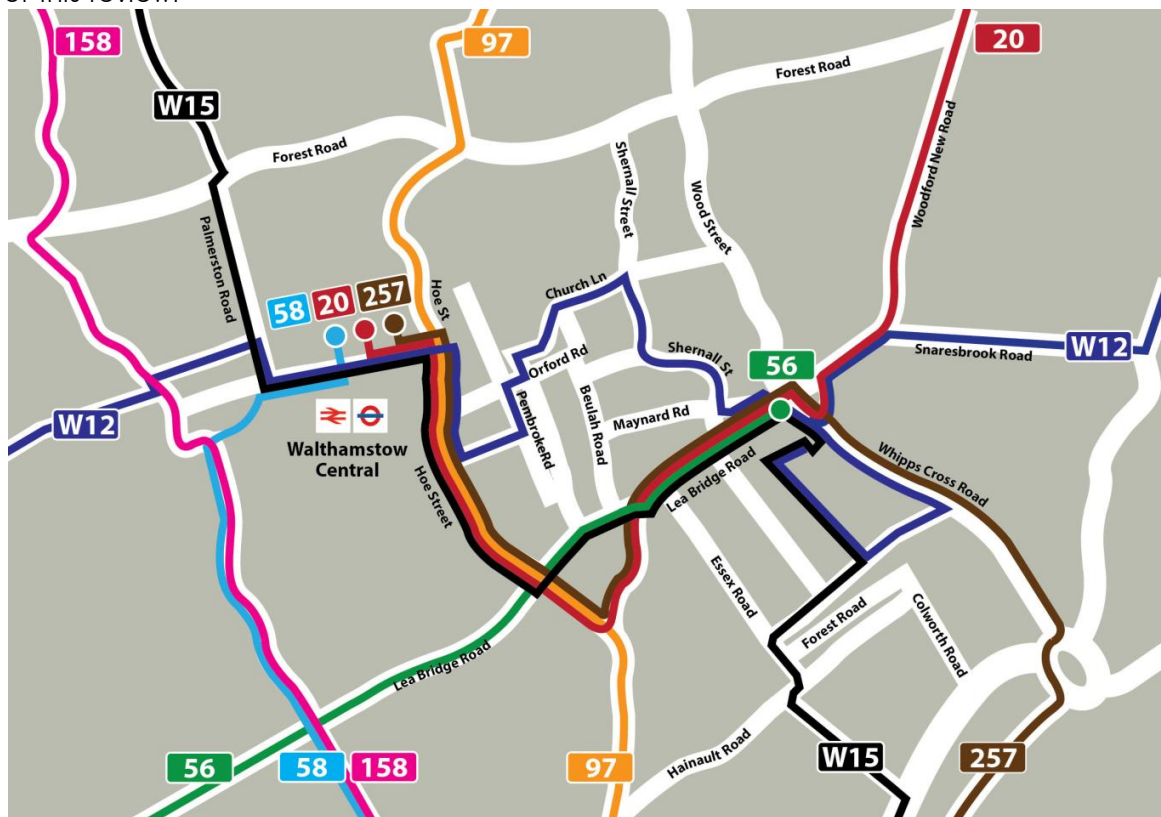 158
97
20
W15
Forest Road
Forest Road
Shernall Street
Wood Street
Woodford New Road
Palmerston Road
58
20
257
Hoe St
Church Ln
Orford Rd
Shernall St
56
Snaresbrook Road
W12
W12
Walthamstow
Central
PembrokeRd
Beulah Road
Maynard Rd
Hoe Street
Lea Bridge Road
Whipps Cross Road
Essex Road
Forest Road
Colworth Road
Lea Bridge Road
Hainault Road
56
58
158
97
W15
257